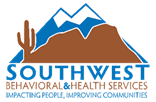 SOUTHWEST
BEHAVIORAL&HEALTH SERVICES
IMPACTING PEOPLE, IMPROVING COMMUNITIES